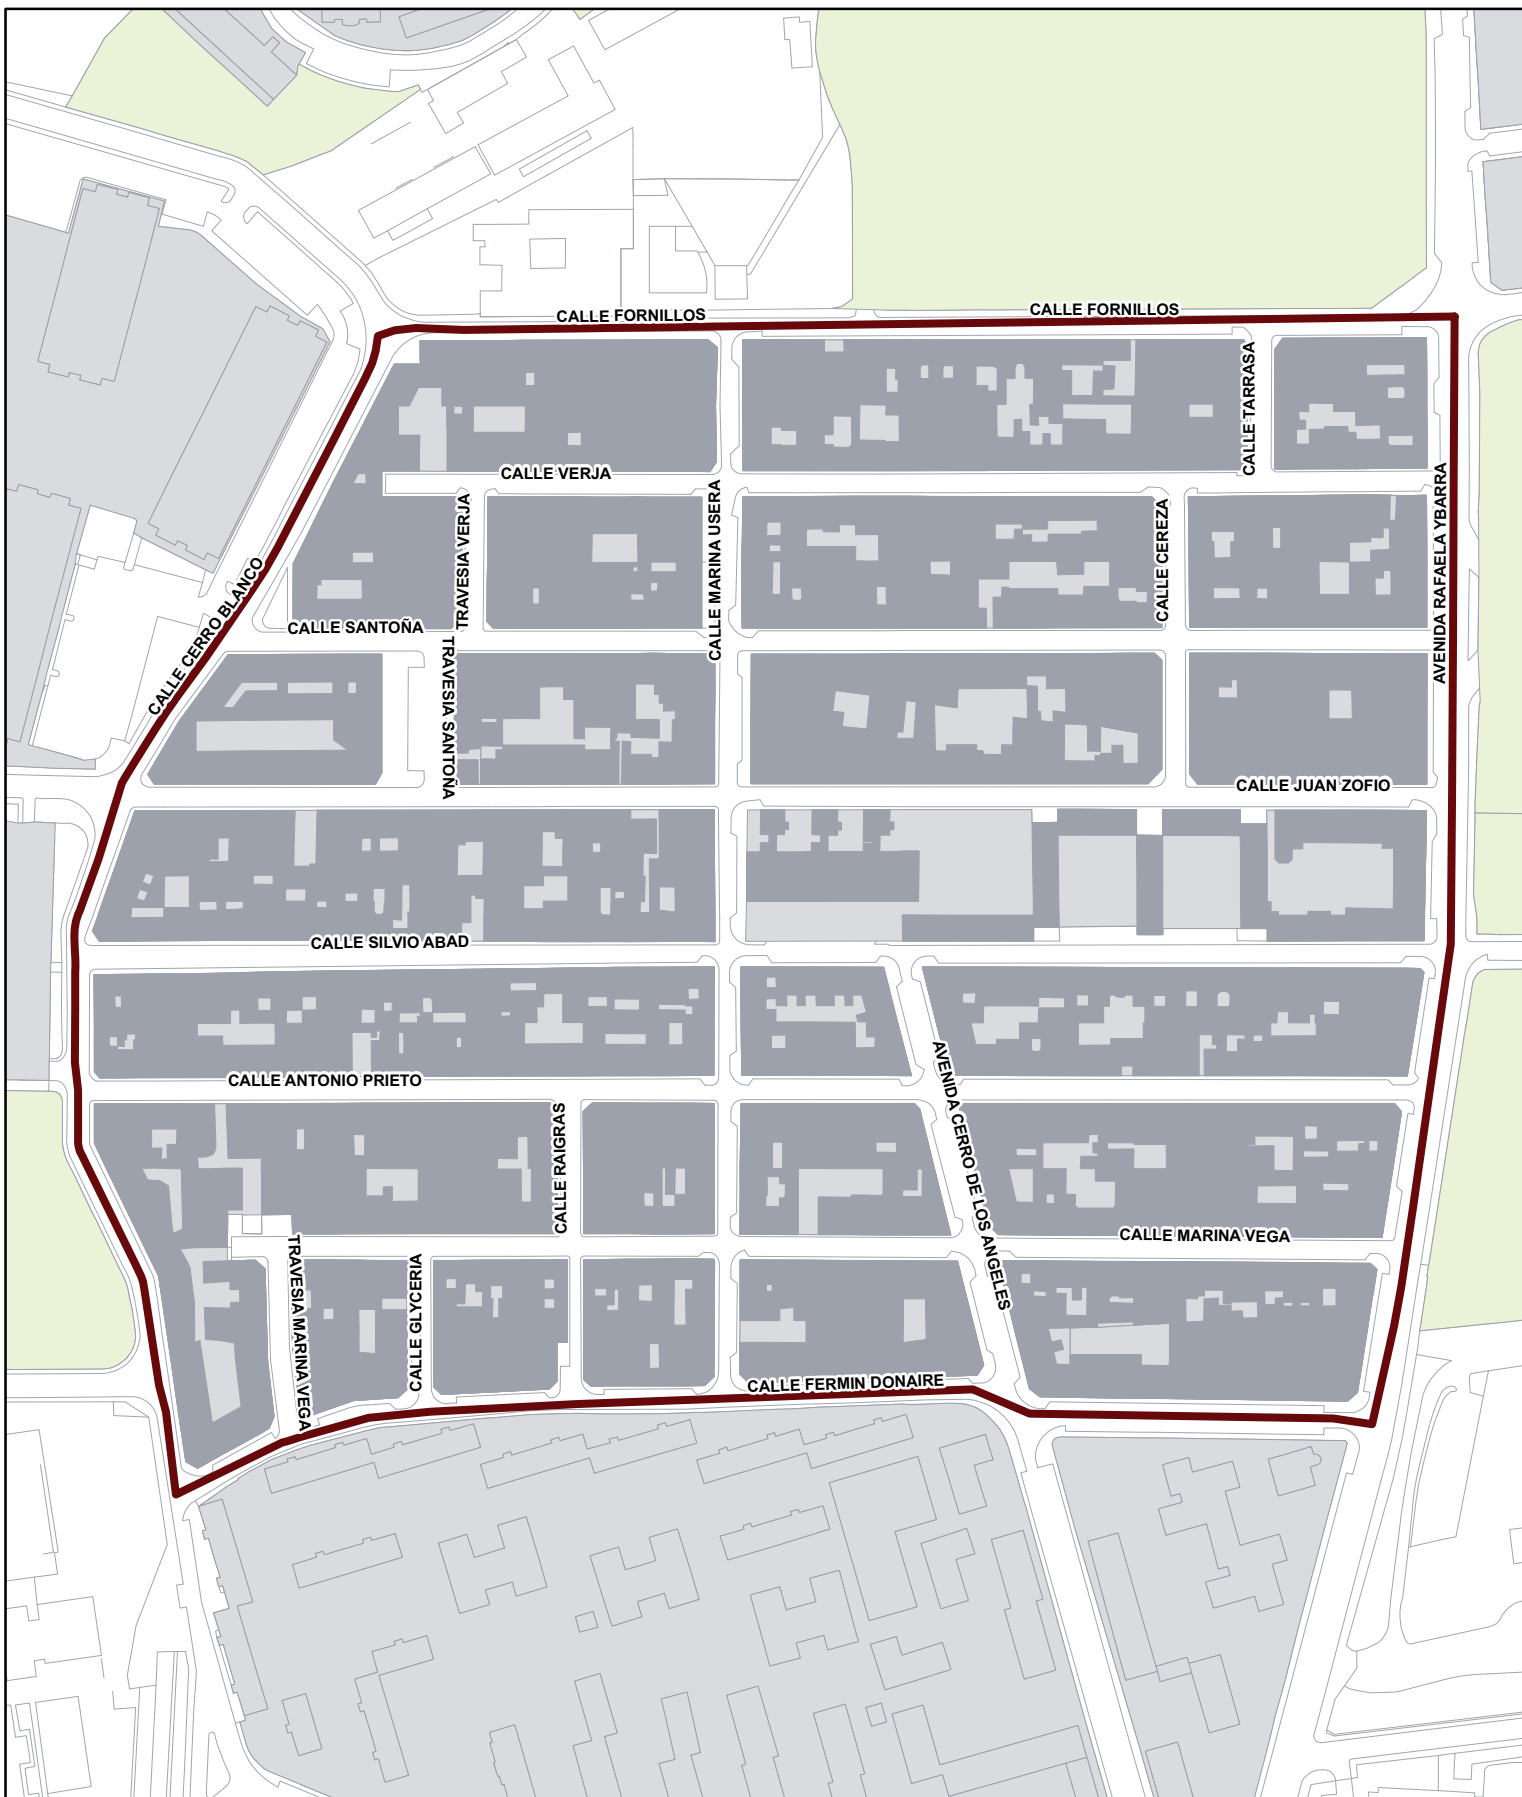 CALLE FORNILLOS
CALLE FORNILLOS
CALLE TARRASA
CALLE VERJA
AVENIDA RAFAELA YBARRA
CALLE MARINA USERA
TRAVESIA VERJA
CALLE CEREZA
CALLE CERRO BLANCO
CALLE SANTOÑA
TRAVESIA SANTOÑA
CALLE JUAN ZOFIO
CALLE SILVIO ABAD
AVENIDA CERRO DE LOS ANGELES
CALLE ANTONIO PRIETO
CALLE RAIGRAS
CALLE MARINA VEGA
TRAVESIA MARINA VEGA
CALLE GLYCERIA
CALLE FERMIN DONAIRE